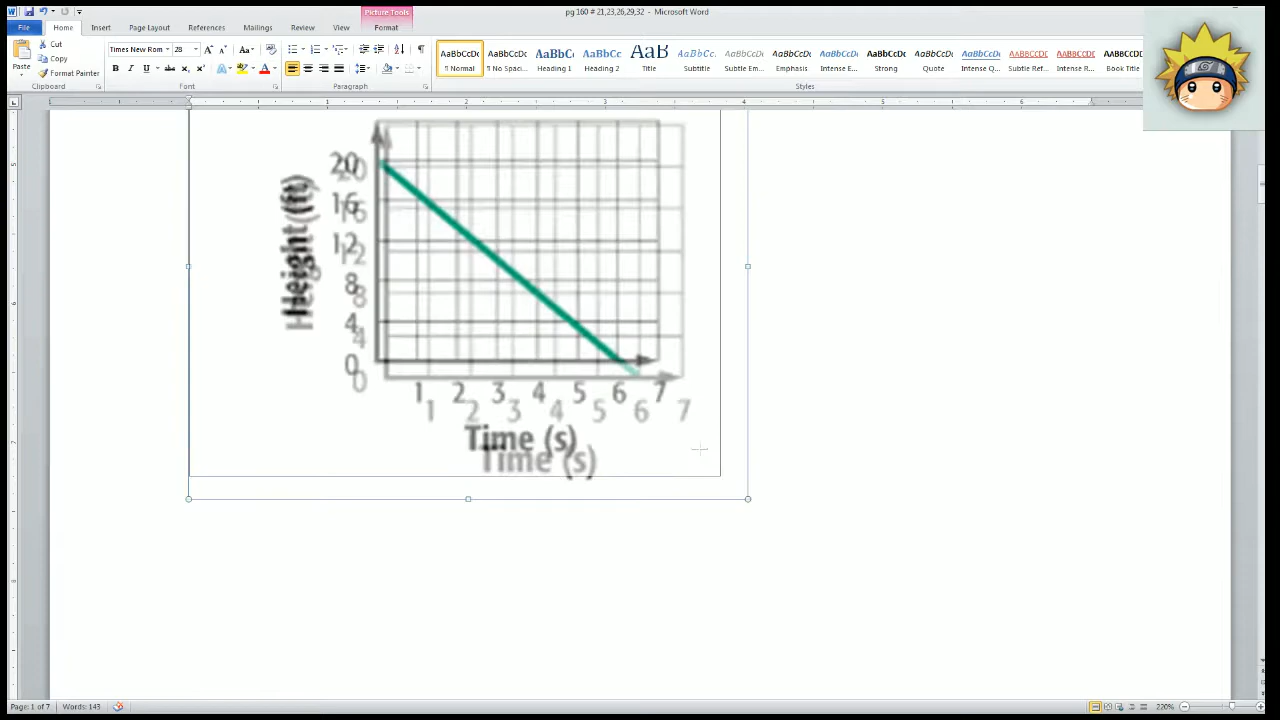 pg 160 # 21,23,26,29,32 - Microsoft Word
Picture Tools
File Home Insert Page Layout References Mailings Review View Format
Paste
Cut
Copy
Format Painter
Clipboard
Times New Rom 28
Font
Paragraph
AaBbCcDc AaBbCcDc AaBbCc AaBbCc AaB AaBbCc. AaBbCcDc AaBbCcDc AaBbCcDc AaBbCcDc AaBbCcDc AaBbCcDc AaBbCcDc AaBbCcDc AaBbCcDc
¶ Normal ¶ No Spaci... Heading 1 Heading 2 Title Subtitle Subtle Em... Emphasis Intense E... Strong Quote Intense Q... Subtle Ref... Intense R... Book Title
Styles
Height (ft)
20
16
12
8
4
0
1 2 3 4 5 6 7
Time (s)
Page: 1 of 7 Words: 143
220%